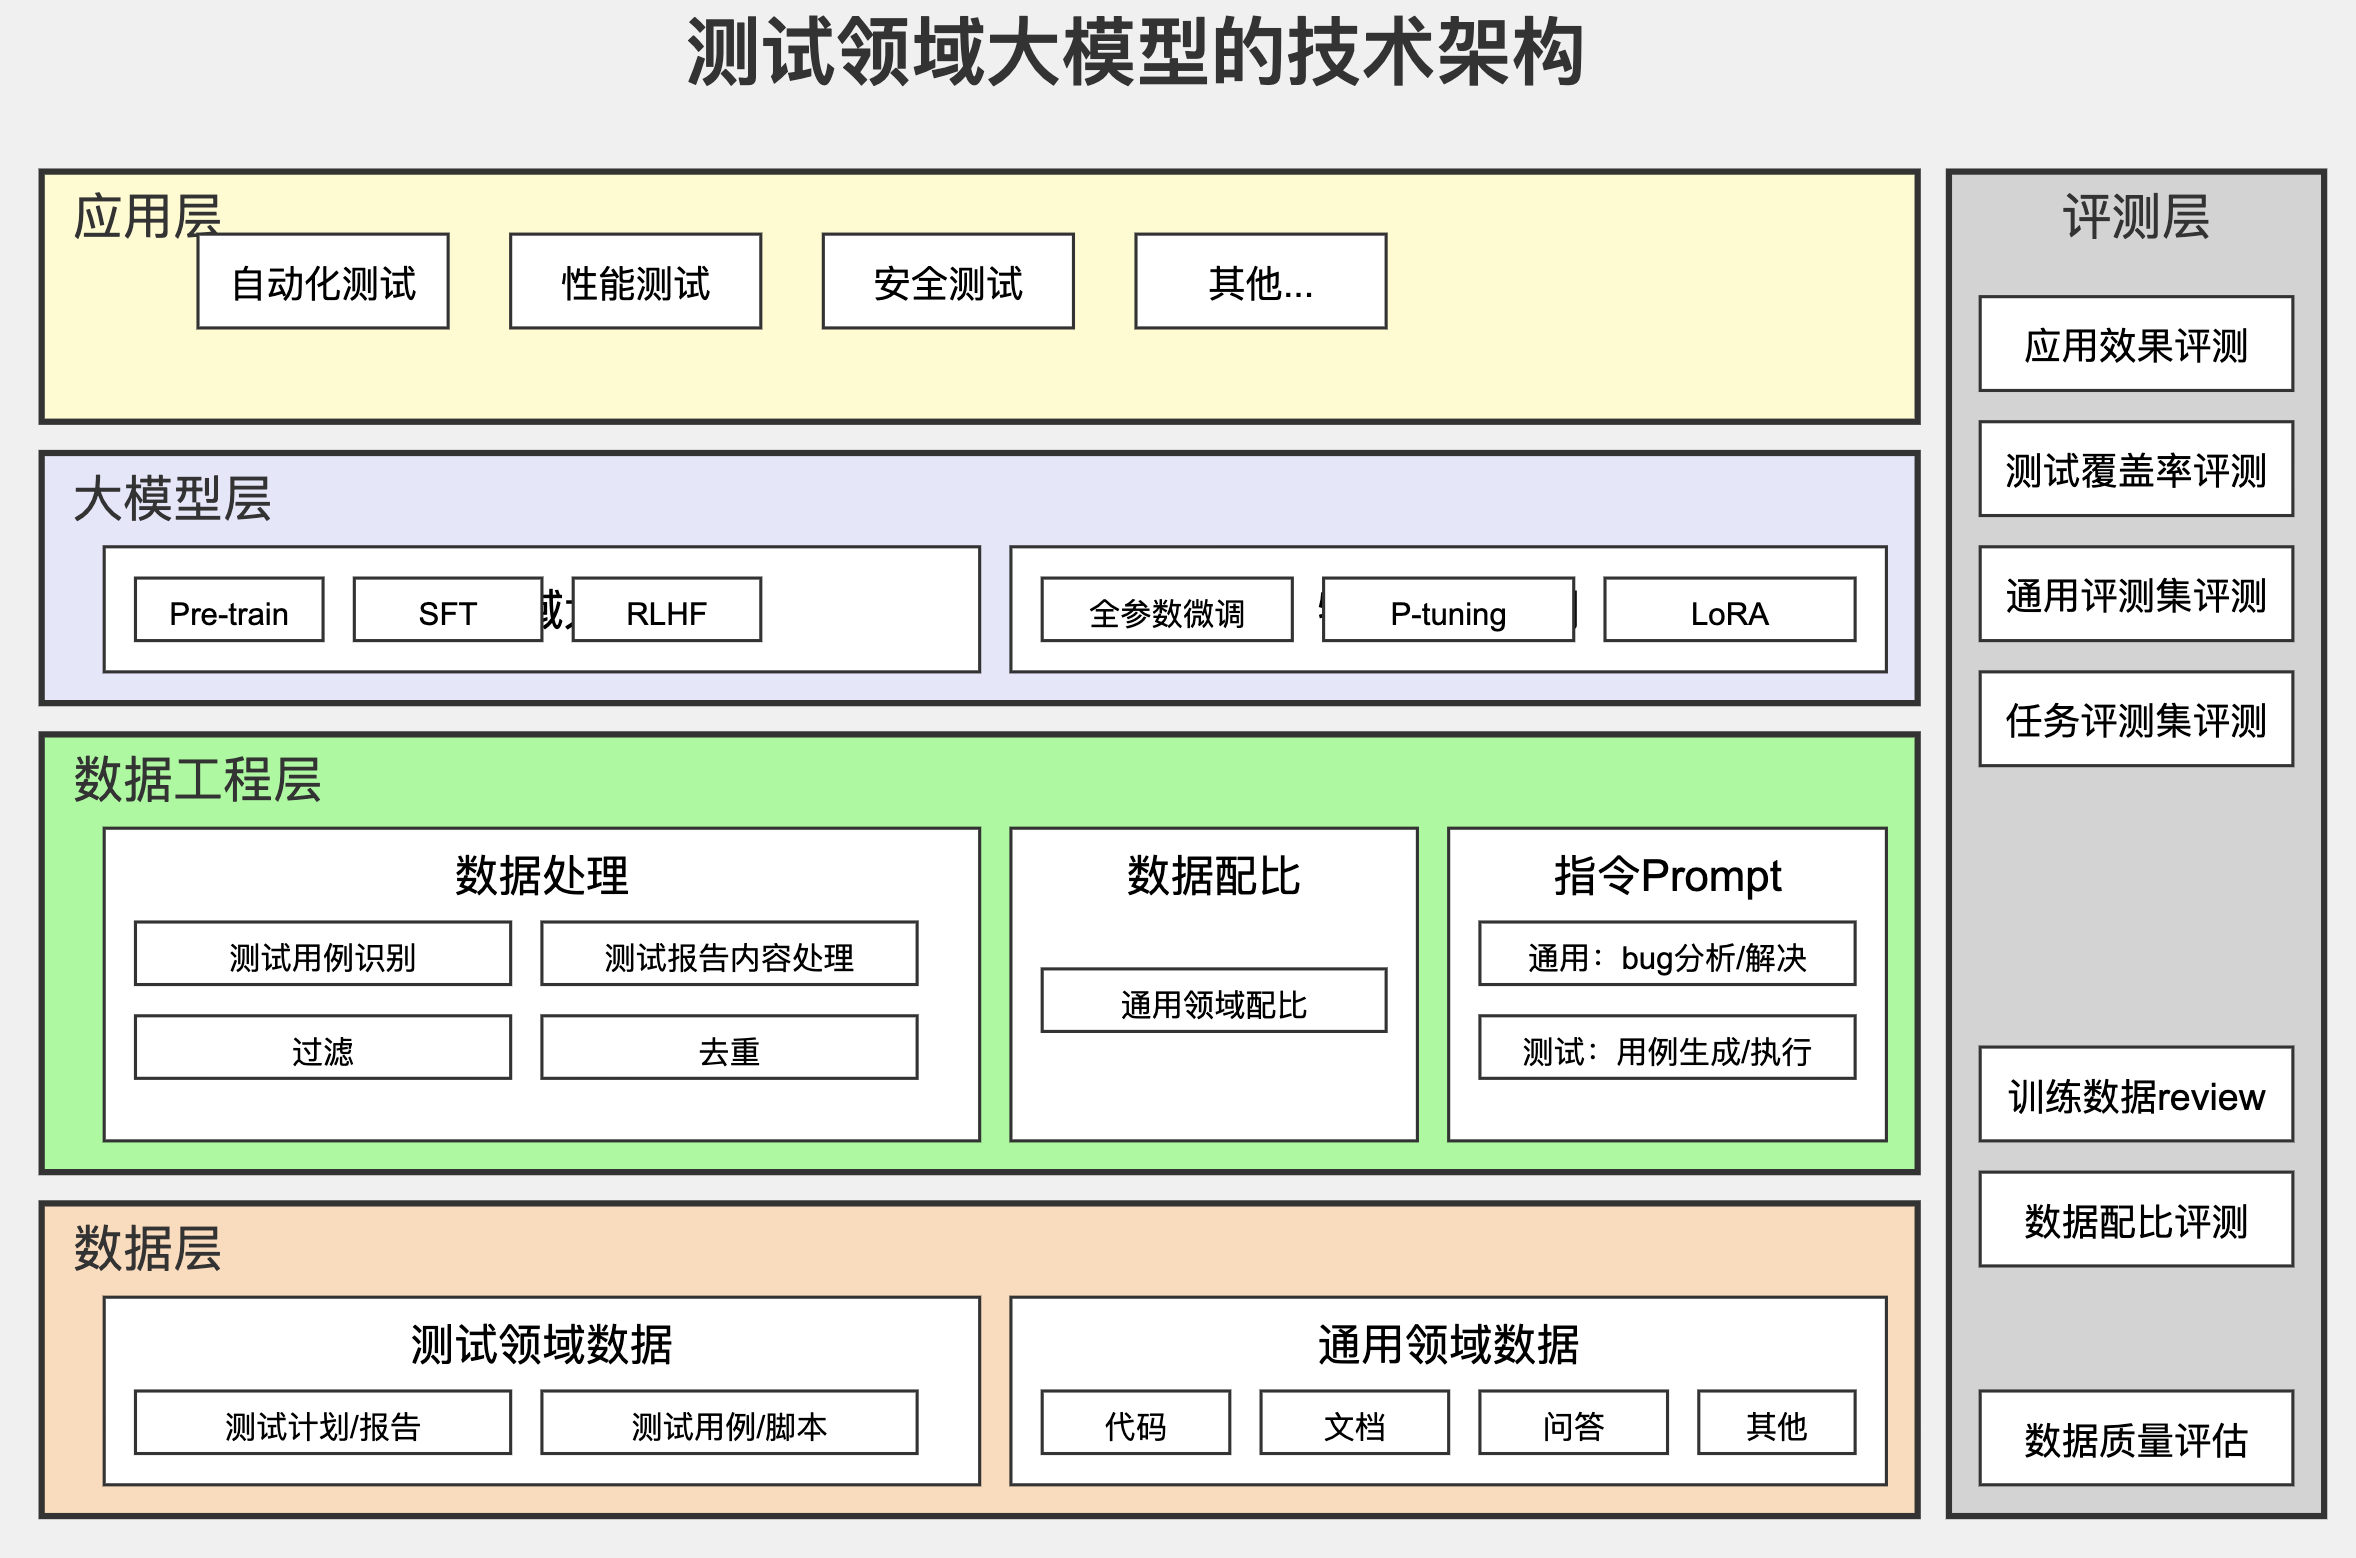 测试领域大模型的技术架构
应用层
自动化测试
性能测试
安全测试
其他...
大模型层
Pre-train
SFT
RLHF
全参数微调
P-tuning
LoRA
数据工程层
数据处理
测试用例识别
测试报告内容处理
过滤
去重
数据配比
通用领域配比
指令Prompt
通用：bug分析/解决
测试：用例生成/执行
数据层
测试领域数据
测试计划/报告
测试用例/脚本
通用领域数据
代码
文档
问答
其他
评测层
应用效果评测
测试覆盖率评测
通用评测集评测
任务评测集评测
训练数据review
数据配比评测
数据质量评估